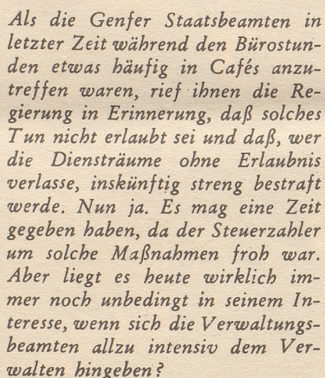 Als die Genfer Staatsbeamten in
letzter Zeit während den Bürostun-
den etwas häufig in Cafés anzu-
treffen waren, rief ihnen die Re-
gierung in Erinnerung, daß solches
Tun nicht erlaubt sei und daß, wer
die Diensträume ohne Erlaubnis
verlasse, inskünftig streng bestraft
werde. Nun ja. Es mag eine Zeit
gegeben haben, da der Steuerzahler
um solche Maßnahmen froh war.
Aber liegt es heute wirklich im-
mer noch unbedingt in seinem In-
teresse, wenn sich die Verwaltungs-
beamten allzu intensiv dem Ver-
walten hingeben?